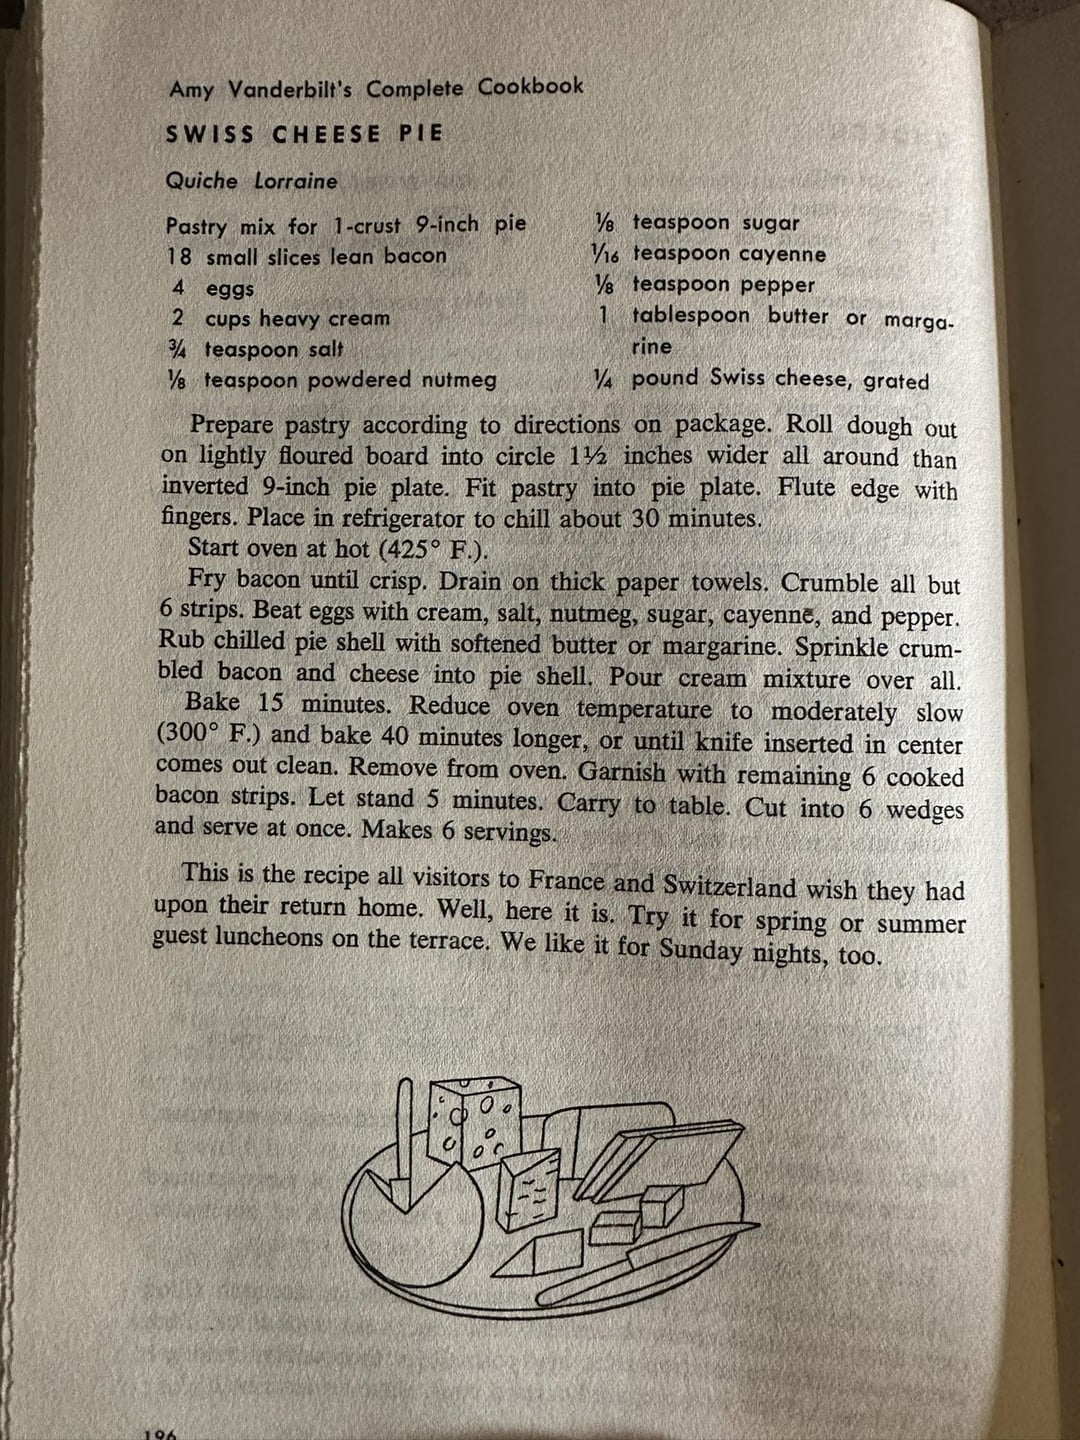 Amy Vanderbilt's Complete Cookbook
SWISS CHEESE PIE
Quiche Lorraine
Pastry mix for 1-crust 9-inch pie
18 small slices lean bacon
4 eggs
2 cups heavy cream
¾ teaspoon salt
⅛ teaspoon powdered nutmeg
⅛ teaspoon sugar
1/16 teaspoon cayenne
⅛ teaspoon pepper
1 tablespoon butter or marga-
rine
¼ pound Swiss cheese, grated
Prepare pastry according to directions on package. Roll dough out
on lightly floured board into circle 1½ inches wider all around than
inverted 9-inch pie plate. Fit pastry into pie plate. Flute edge with
fingers. Place in refrigerator to chill about 30 minutes.
Start oven at hot (425° F.).
Fry bacon until crisp. Drain on thick paper towels. Crumble all but
6 strips. Beat eggs with cream, salt, nutmeg, sugar, cayenne, and pepper.
Rub chilled pie shell with softened butter or margarine. Sprinkle crum-
bled bacon and cheese into pie shell. Pour cream mixture over all.
Bake 15 minutes. Reduce oven temperature to moderately slow
(300° F.) and bake 40 minutes longer, or until knife inserted in center
comes out clean. Remove from oven. Garnish with remaining 6 cooked
bacon strips. Let stand 5 minutes. Carry to table. Cut into 6 wedges
and serve at once. Makes 6 servings.
This is the recipe all visitors to France and Switzerland wish they had
upon their return home. Well, here it is. Try it for spring or summer
guest luncheons on the terrace. We like it for Sunday nights, too.
196